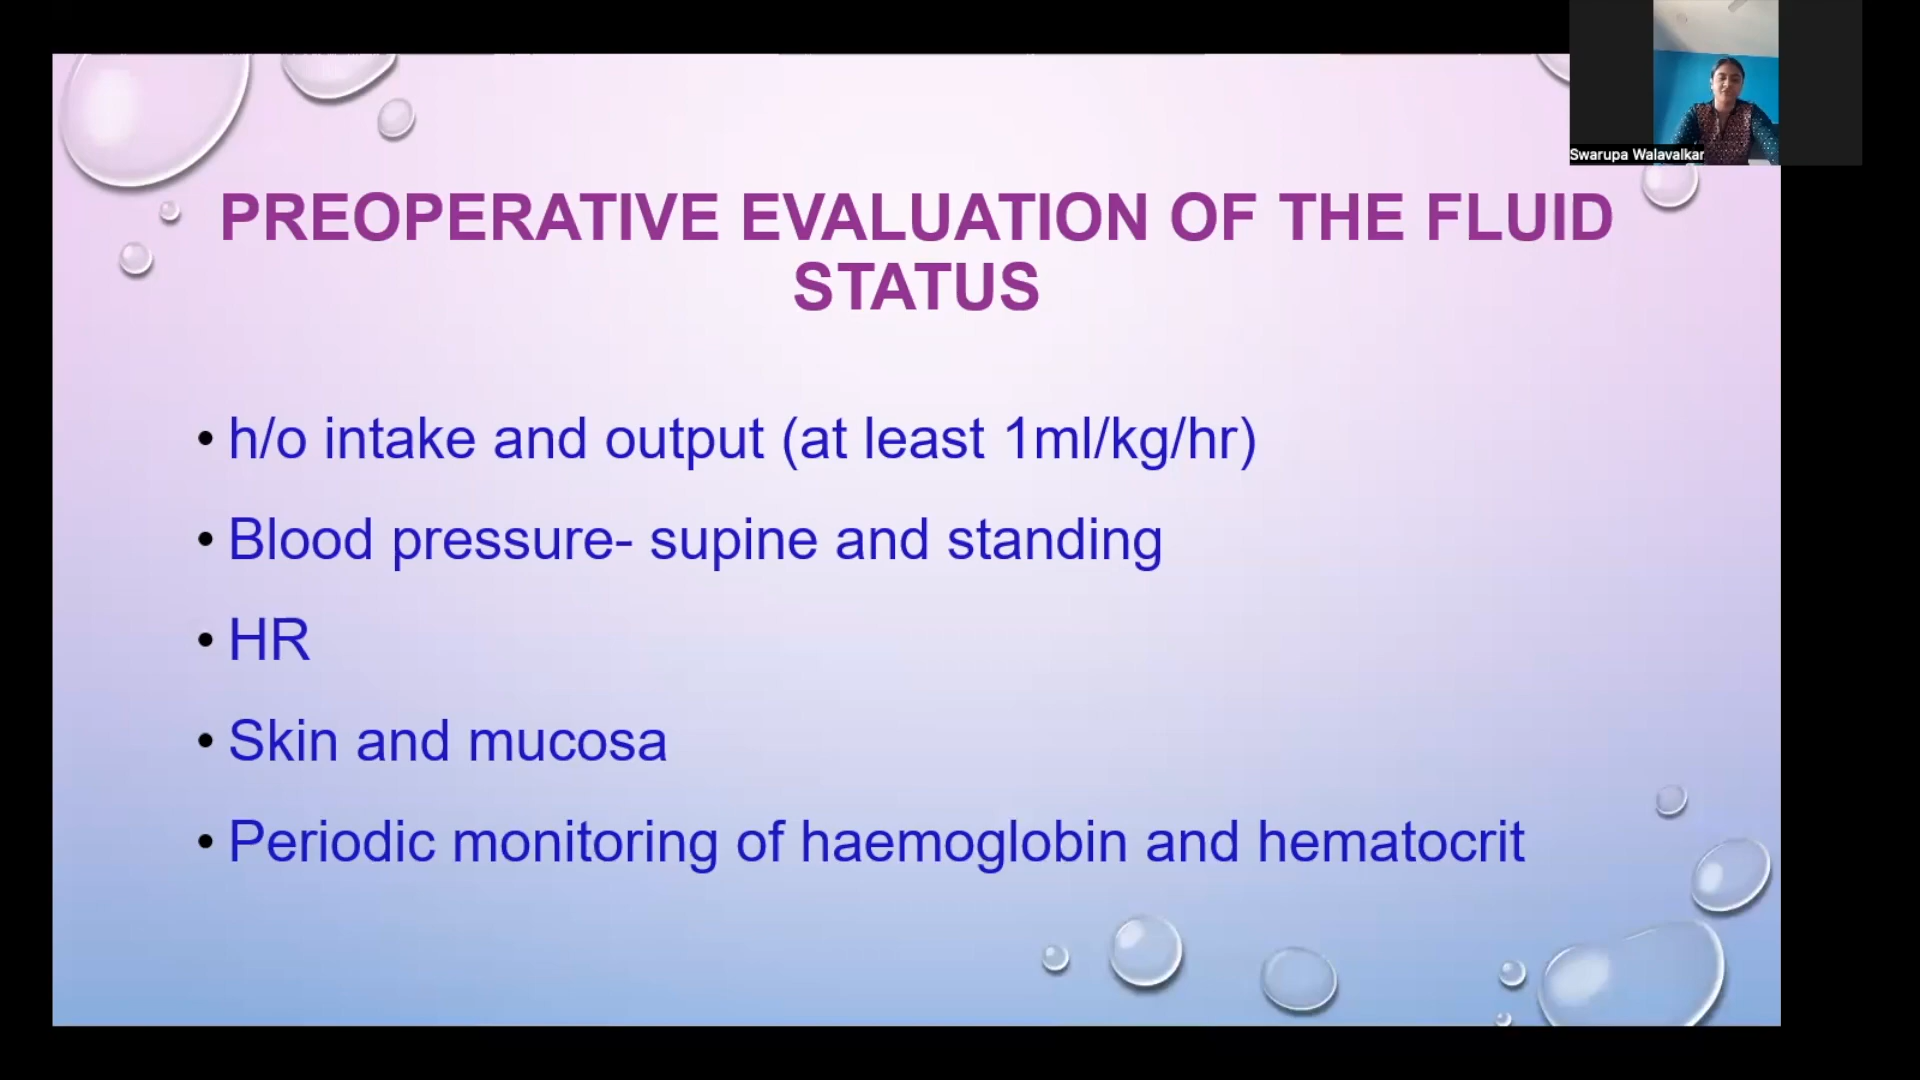 Swarupa Walavalkar
PREOPERATIVE EVALUATION OF THE FLUID
STATUS
• h/o intake and output (at least 1ml/kg/hr)
• Blood pressure- supine and standing
• HR
• Skin and mucosa
• Periodic monitoring of haemoglobin and hematocrit